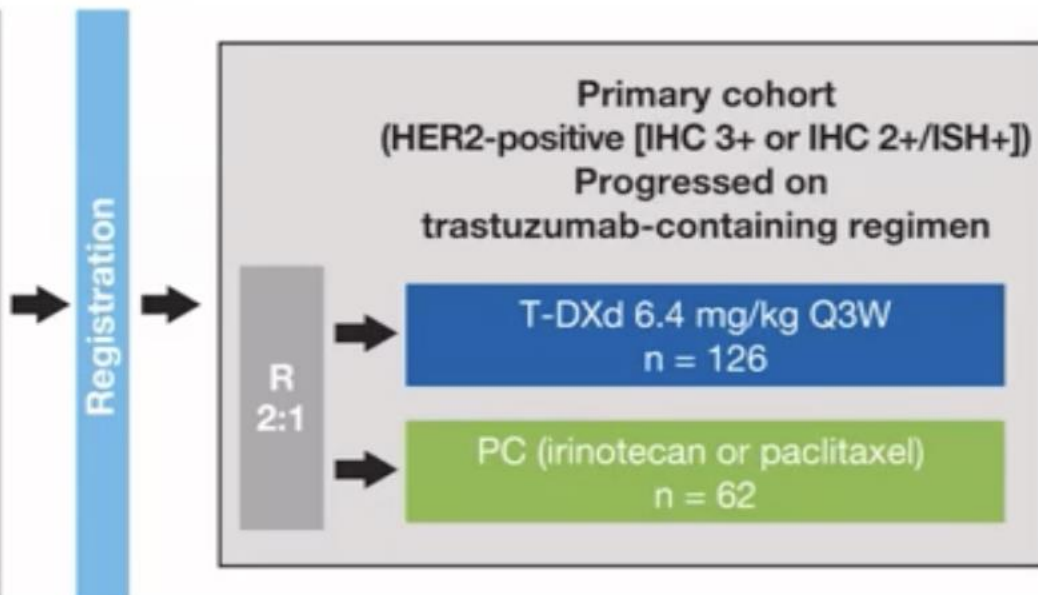 Registration
Primary cohort
(HER2-positive [IHC 3+ or IHC 2+/ISH+])
Progressed on
trastuzumab-containing regimen
R
2:1
T-DXd 6.4 mg/kg Q3W
n = 126
PC (irinotecan or paclitaxel)
n = 62